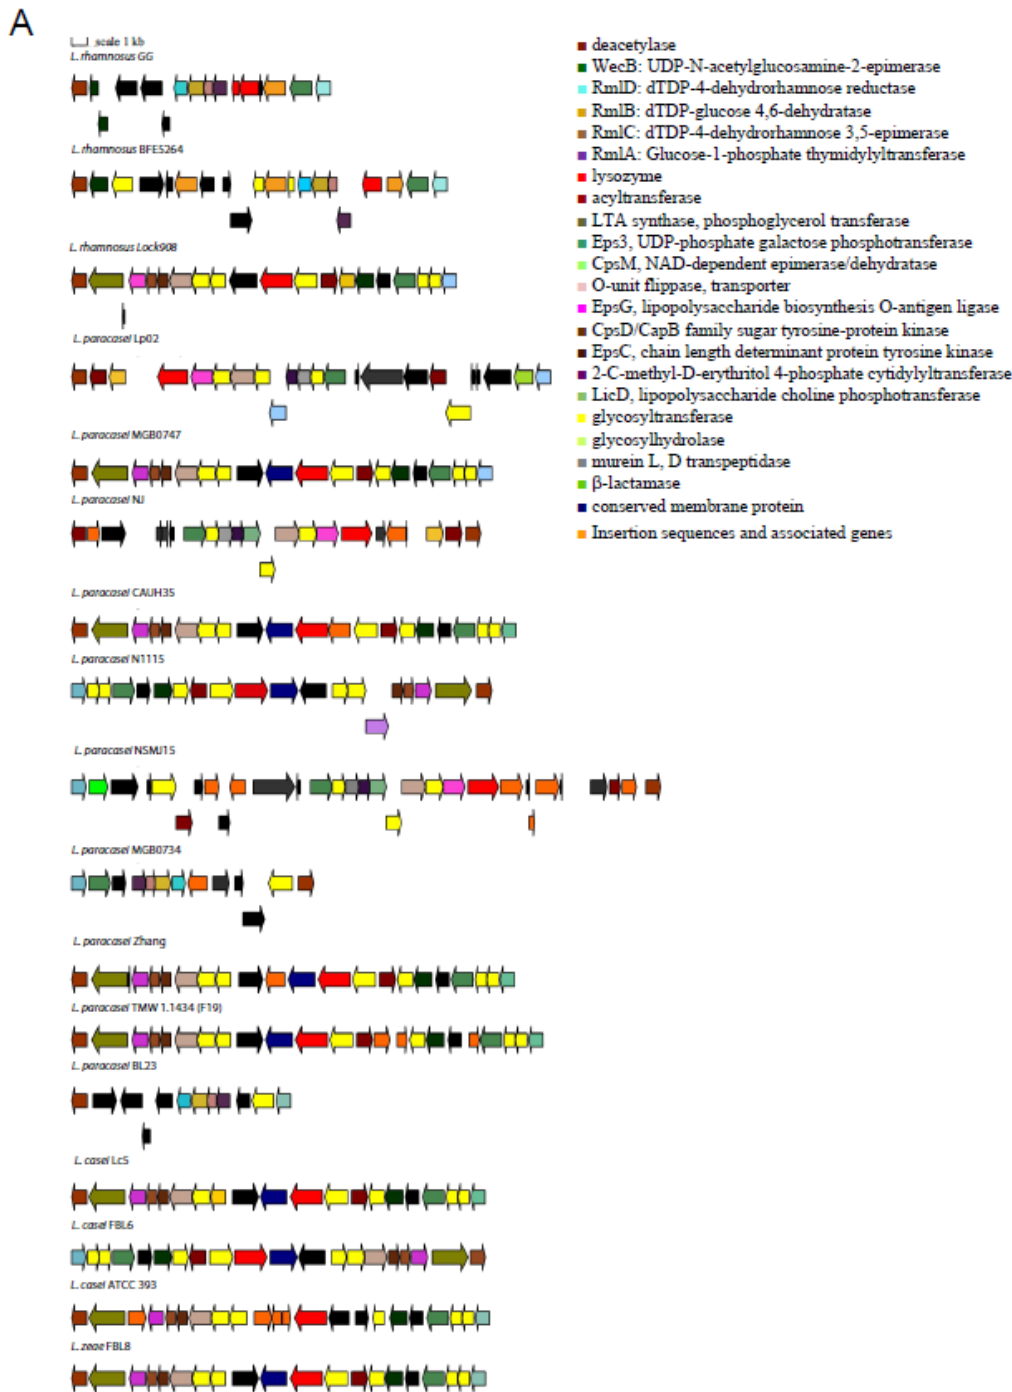 A
scale 1 kb
L. rhamnosus GG
L. rhamnosus BFE5264
L. rhamnosus Lock908
L. paracasei Lp02
L. paracasei MGB0747
L. paracasei NJ
L. paracasei CAUH35
L. paracasei N1115
L. paracasei NSMJ15
L. paracasei MGB0734
L. paracasei Zhang
L. paracasei TMW 1.1434 (F19)
L. paracasei BL23
L. casei Lc5
L. casei FBL6
L. casei ATCC 393
L. zeae FBL8
deacetylase
WecB: UDP-N-acetylglucosamine-2-epimerase
RmlD: dTDP-4-dehydrorhamnose reductase
RmlB: dTDP-glucose 4,6-dehydratase
RmlC: dTDP-4-dehydrorhamnose 3,5-epimerase
RmlA: Glucose-1-phosphate thymidylyltransferase
lysozyme
acyltransferase
LTA synthase, phosphoglycerol transferase
Eps3, UDP-phosphate galactose phosphotransferase
CpsM, NAD-dependent epimerase/dehydratase
O-unit flippase, transporter
EpsG, lipopolysaccharide biosynthesis O-antigen ligase
CpsD/CapB family sugar tyrosine-protein kinase
EpsC, chain length determinant protein tyrosine kinase
2-C-methyl-D-erythritol 4-phosphate cytidylyltransferase
LicD, lipopolysaccharide choline phosphotransferase
glycosyltransferase
glycosylhydrolase
murein L, D transpeptidase
β-lactamase
conserved membrane protein
Insertion sequences and associated genes